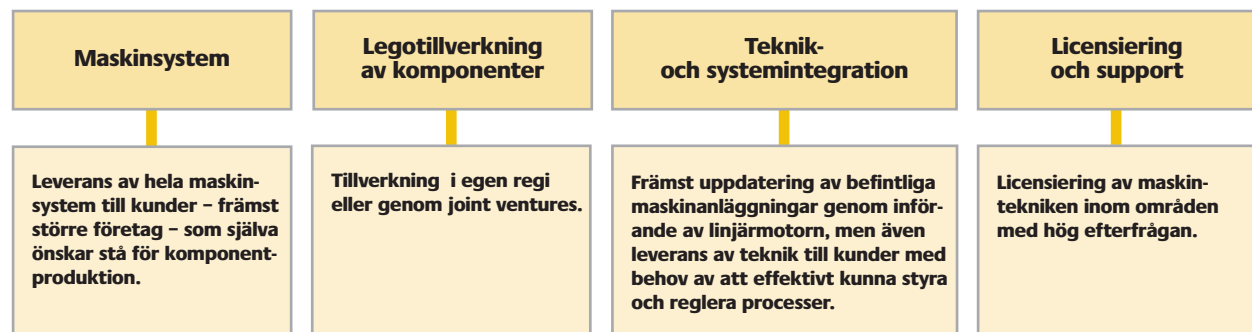 Maskinsystem
Legotillverkning
av komponenter
Teknik-
och systemintegration
Licensiering
och support
Leverans av hela maskin-
system till kunder – främst
större företag – som själva
önskar stå för komponent-
produktion.
Tillverkning i egen regi
eller genom joint ventures.
Främst uppdatering av befintliga
maskinanläggningar genom inför-
ande av linjärmotorn, men även
leverans av teknik till kunder med
behov av att effektivt kunna styra
och reglera processer.
Licensiering av maskin-
tekniken inom områden
med hög efterfrågan.